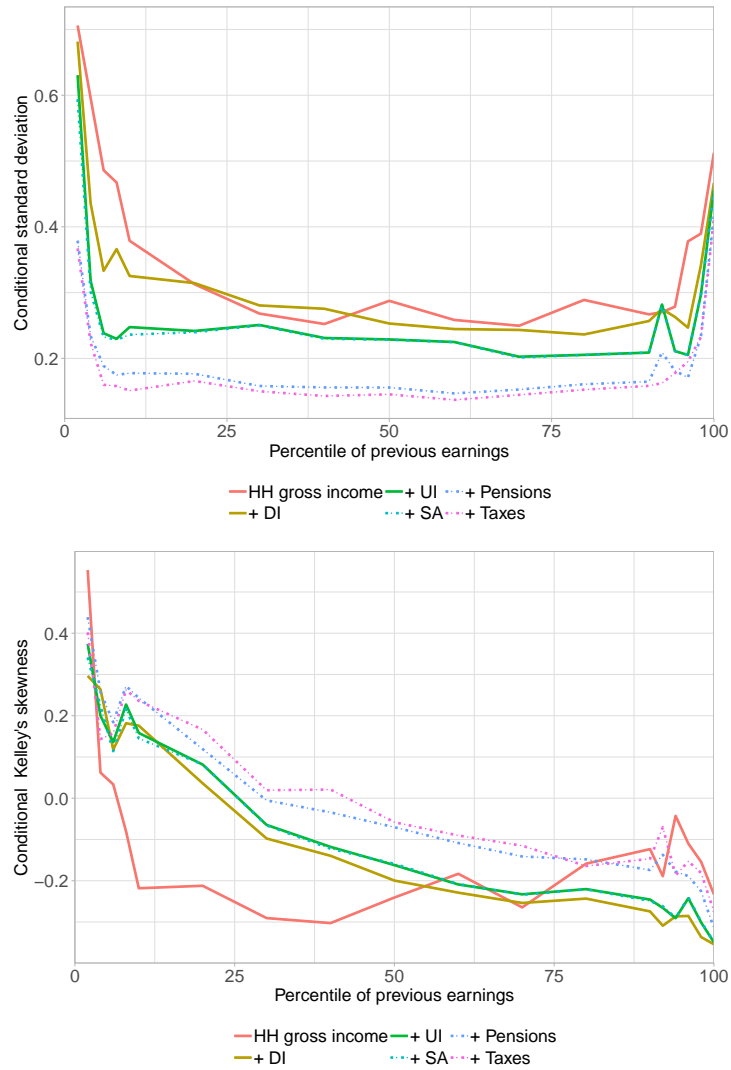 Conditional standard deviation
0.6
0.4
0.2
0 25 50 75 100
Percentile of previous earnings
HH gross income + UI + Pensions
+ DI + SA + Taxes
Conditional Kelley's skewness
0.4
0.2
0.0
−0.2
0 25 50 75 100
Percentile of previous earnings
HH gross income + UI + Pensions
+ DI + SA + Taxes